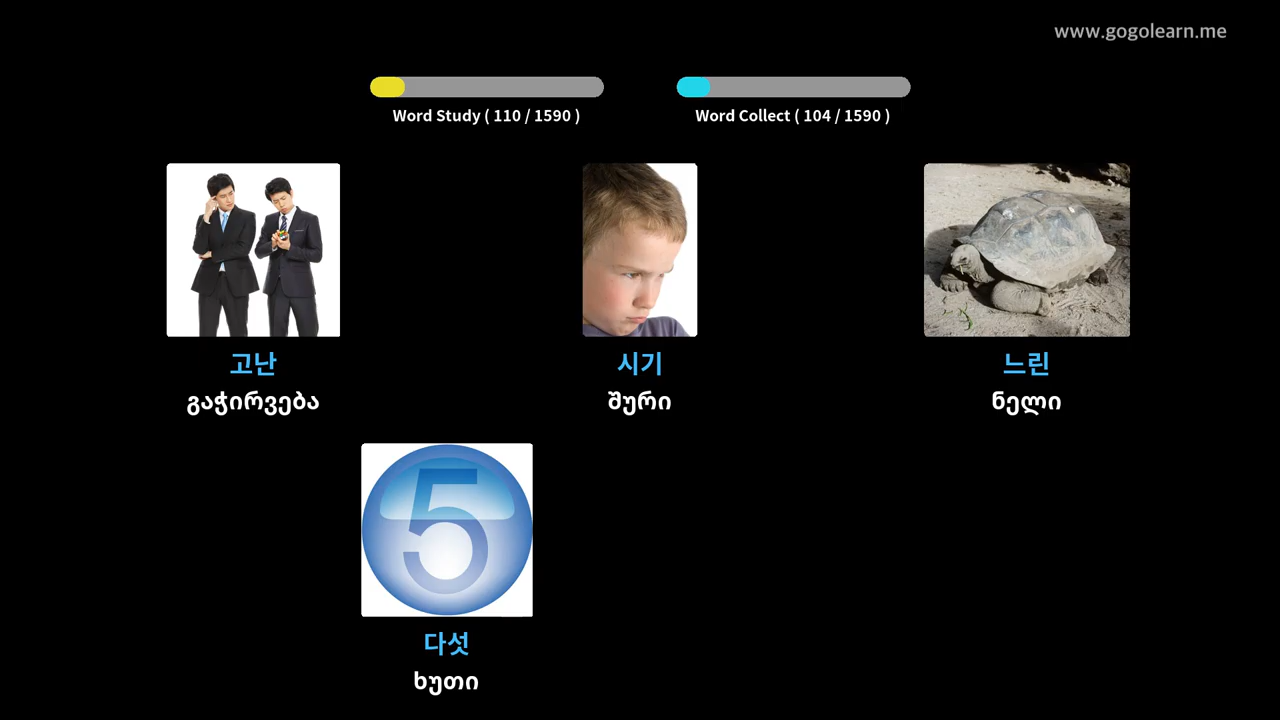 www.gogolearn.me
Word Study ( 110 / 1590 )
Word Collect ( 104 / 1590 )
고난
გაჭირვება
시기
შური
느린
ნელი
5
다섯
ხუთი